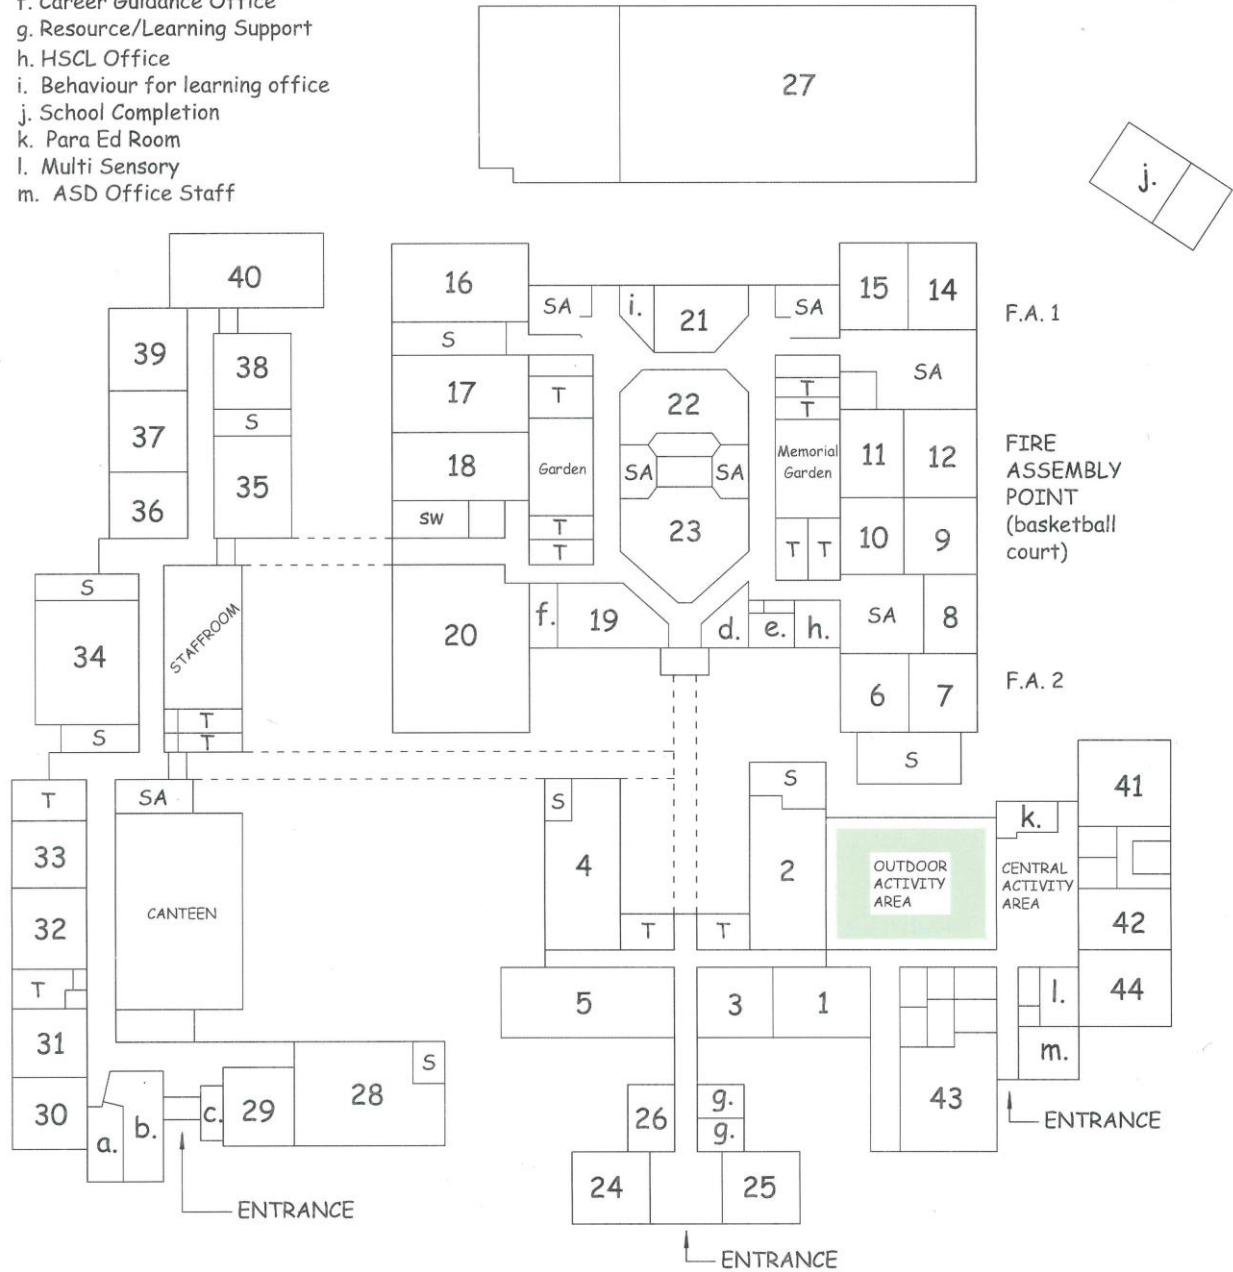 f. Career Guidance Office
g. Resource/Learning Support
h. HSCL Office
i. Behaviour for learning office
j. School Completion
k. Para Ed Room
l. Multi Sensory
m. ASD Office Staff
27
j.
40
16
SA
i.
21
SA
15
14
F.A. 1
39
38
S
T
SA
37
S
17
22
T
T
18
Garden
SA
SA
Memorial
Garden
11
12
FIRE
ASSEMBLY
POINT
(basketball
court)
36
35
SW
T
T
23
T
T
10
9
S
34
STAFFROOM
20
f.
19
d.
e.
h.
SA
8
S
T
T
6
7
F.A. 2
S
T
SA
S
S
41
33
CANTEEN
4
2
OUTDOOR
ACTIVITY
AREA
k.
CENTRAL
ACTIVITY
AREA
32
T
T
42
T
5
3
1
l.
44
31
S
m.
30
a.
b.
c.
29
28
26
g.
g.
43
ENTRANCE
24
25
ENTRANCE
ENTRANCE